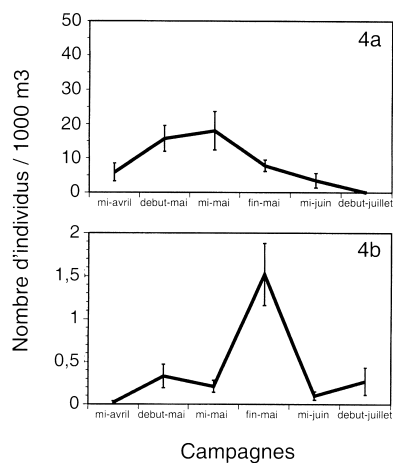 Nombre d'individus / 1000 m3
4a
50
40
30
20
10
0
mi-avril debut-mai mi-mai fin-mai mi-juin debut-juillet
4b
2
1,5
1
0,5
0
mi-avril debut-mai mi-mai fin-mai mi-juin debut-juillet
Campagnes